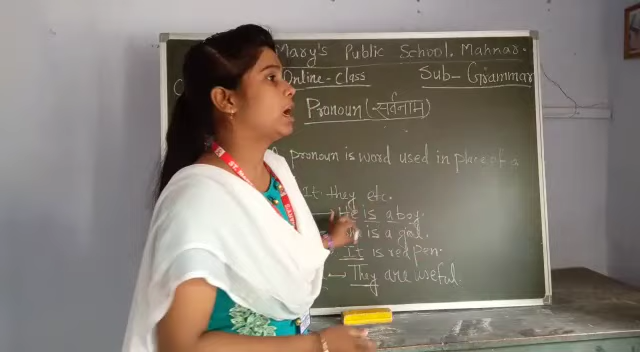 Mary's Public School, Mahnar.
Online-Class Sub-Grammar
Pronoun (सर्वनाम)
pronoun is word used in place of a
It they etc.
He is a boy.
is a gal.
It is red pen.
They are useful.